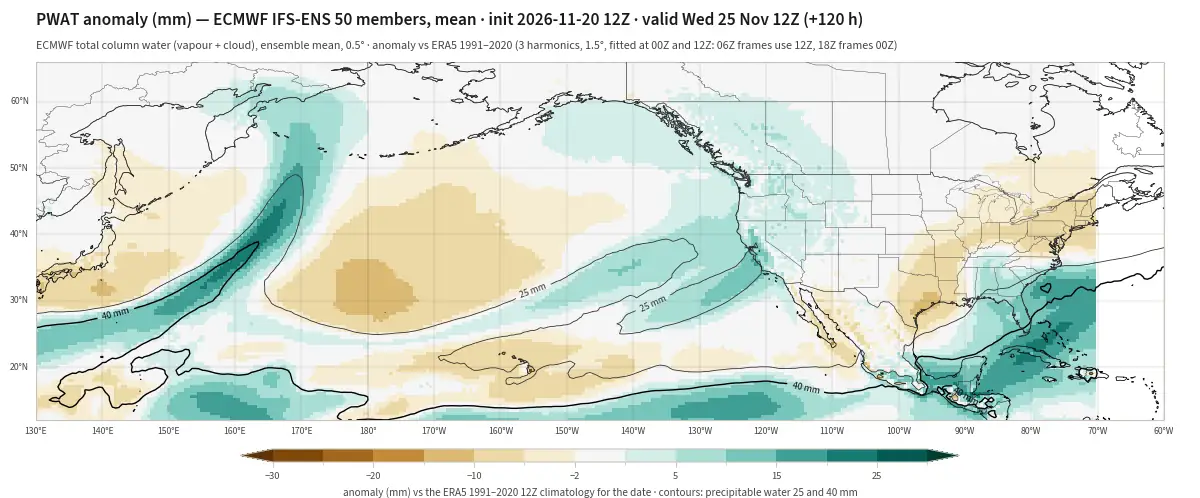 PWAT anomaly (mm) — ECMWF IFS-ENS 50 members, mean · init 2026-11-20 12Z · valid Wed 25 Nov 12Z (+120 h)
ECMWF total column water (vapour + cloud), ensemble mean, 0.5° · anomaly vs ERA5 1991–2020 (3 harmonics, 1.5°, fitted at 00Z and 12Z: 06Z frames use 12Z, 18Z frames 00Z)
60°N
50°N
40°N
30°N
20°N
40 mm
25 mm
25 mm
40 mm
130°E 140°E 150°E 160°E 170°E 180° 170°W 160°W 150°W 140°W 130°W 120°W 110°W 100°W 90°W 80°W 70°W 60°W
−30 −20 −10 −2 5 15 25
anomaly (mm) vs the ERA5 1991–2020 12Z climatology for the date · contours: precipitable water 25 and 40 mm